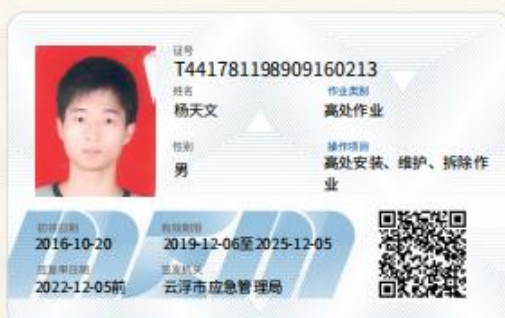 证号
T441781198909160213
姓名
杨天文
作业类别
高处作业
性别
男
操作项目
高处安装、维护、拆除作
业
初领日期
2016-10-20
有效期限
2019-12-06至2025-12-05
应复审日期
2022-12-05前
签发机关
云浮市应急管理局